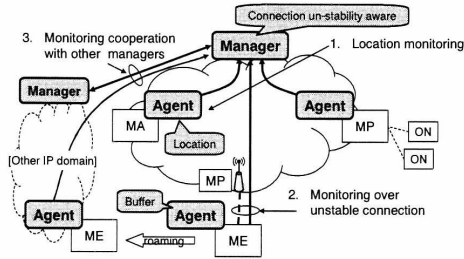 Connection un-stability aware
3. Monitoring cooperation
with other managers
Manager
1. Location monitoring
Manager
Agent
Agent
MA
MP
ON
Location
ON
[Other IP domain]
MP
2. Monitoring over
unstable connection
Buffer
Agent
Agent
ME
roaming
ME